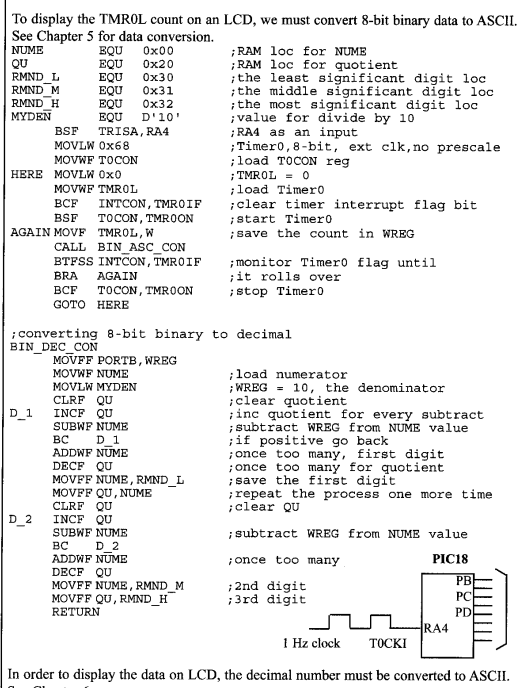 To display the TMR0L count on an LCD, we must convert 8-bit binary data to ASCII.
See Chapter 5 for data conversion.
NUME EQU 0x00 ;RAM loc for NUME
QU EQU 0x20 ;RAM loc for quotient
RMND_L EQU 0x30 ;the least significant digit loc
RMND_M EQU 0x31 ;the middle significant digit loc
RMND_H EQU 0x32 ;the most significant digit loc
MYDEN EQU D'10' ;value for divide by 10
BSF TRISA,RA4 ;RA4 as an input
MOVLW 0x68 ;Timer0,8-bit, ext clk,no prescale
MOVWF T0CON ;load T0CON reg
HERE MOVLW 0x0 ;TMR0L = 0
MOVWF TMR0L ;load Timer0
BCF INTCON,TMR0IF ;clear timer interrupt flag bit
BSF T0CON,TMR0ON ;start Timer0
AGAIN MOVF TMR0L,W ;save the count in WREG
CALL BIN_ASC_CON
BTFSS INTCON,TMR0IF ;monitor Timer0 flag until
BRA AGAIN ;it rolls over
BCF T0CON,TMR0ON ;stop Timer0
GOTO HERE
;converting 8-bit binary to decimal
BIN_DEC_CON
MOVFF PORTB,WREG
MOVWF NUME ;load numerator
MOVLW MYDEN ;WREG = 10, the denominator
CLRF QU ;clear quotient
D_1 INCF QU ;inc quotient for every subtract
SUBWF NUME ;subtract WREG from NUME value
BC D_1 ;if positive go back
ADDWF NUME ;once too many, first digit
DECF QU ;once too many for quotient
MOVFF NUME,RMND_L ;save the first digit
MOVFF QU,NUME ;repeat the process one more time
CLRF QU ;clear QU
D_2 INCF QU
SUBWF NUME ;subtract WREG from NUME value
BC D_2
ADDWF NUME ;once too many
DECF QU
MOVFF NUME,RMND_M ;2nd digit
MOVFF QU,RMND_H ;3rd digit
RETURN
PIC18
PB
PC
PD
RA4
1 Hz clock T0CKI
In order to display the data on LCD, the decimal number must be converted to ASCII.